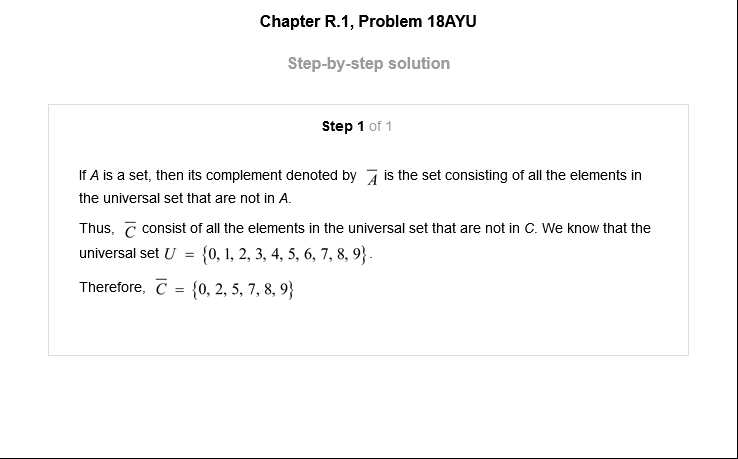 Chapter R.1, Problem 18AYU
Step-by-step solution
Step 1 of 1
If A is a set, then its complement denoted by A̅ is the set consisting of all the elements in
the universal set that are not in A.
Thus, C̅ consist of all the elements in the universal set that are not in C. We know that the
universal set U = {0, 1, 2, 3, 4, 5, 6, 7, 8, 9}.
Therefore, C̅ = {0, 2, 5, 7, 8, 9}